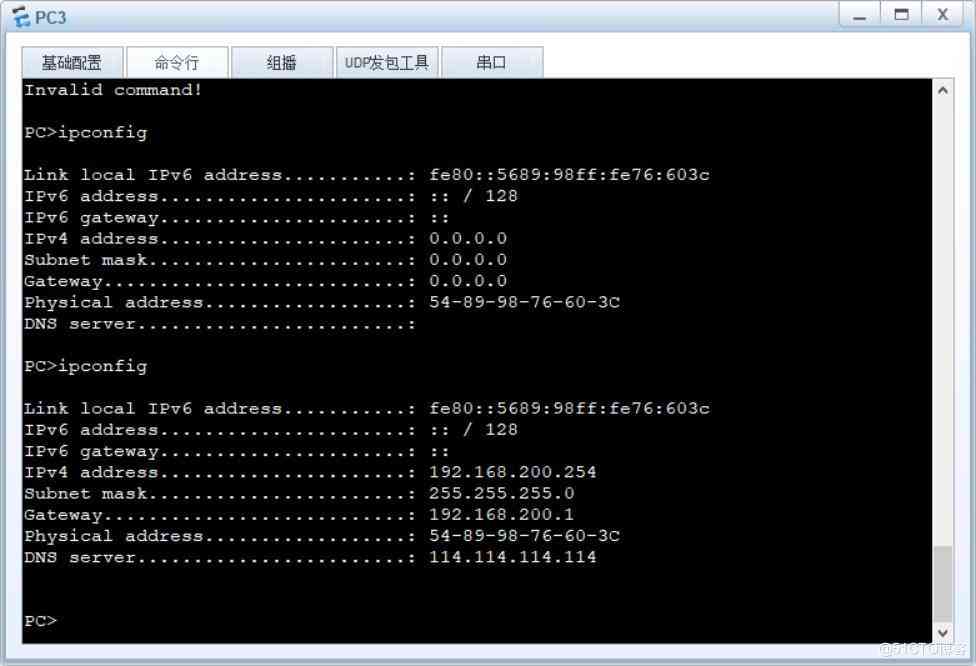 PC3
基础配置 命令行 组播 UDP发包工具 串口
Invalid command!
PC>ipconfig
Link local IPv6 address...........: fe80::5689:98ff:fe76:603c
IPv6 address......................: :: / 128
IPv6 gateway......................: ::
IPv4 address......................: 0.0.0.0
Subnet mask.......................: 0.0.0.0
Gateway...........................: 0.0.0.0
Physical address..................: 54-89-98-76-60-3C
DNS server........................:
PC>ipconfig
Link local IPv6 address...........: fe80::5689:98ff:fe76:603c
IPv6 address......................: :: / 128
IPv6 gateway......................: ::
IPv4 address......................: 192.168.200.254
Subnet mask.......................: 255.255.255.0
Gateway...........................: 192.168.200.1
Physical address..................: 54-89-98-76-60-3C
DNS server........................: 114.114.114.114
PC>
@51CTO博客